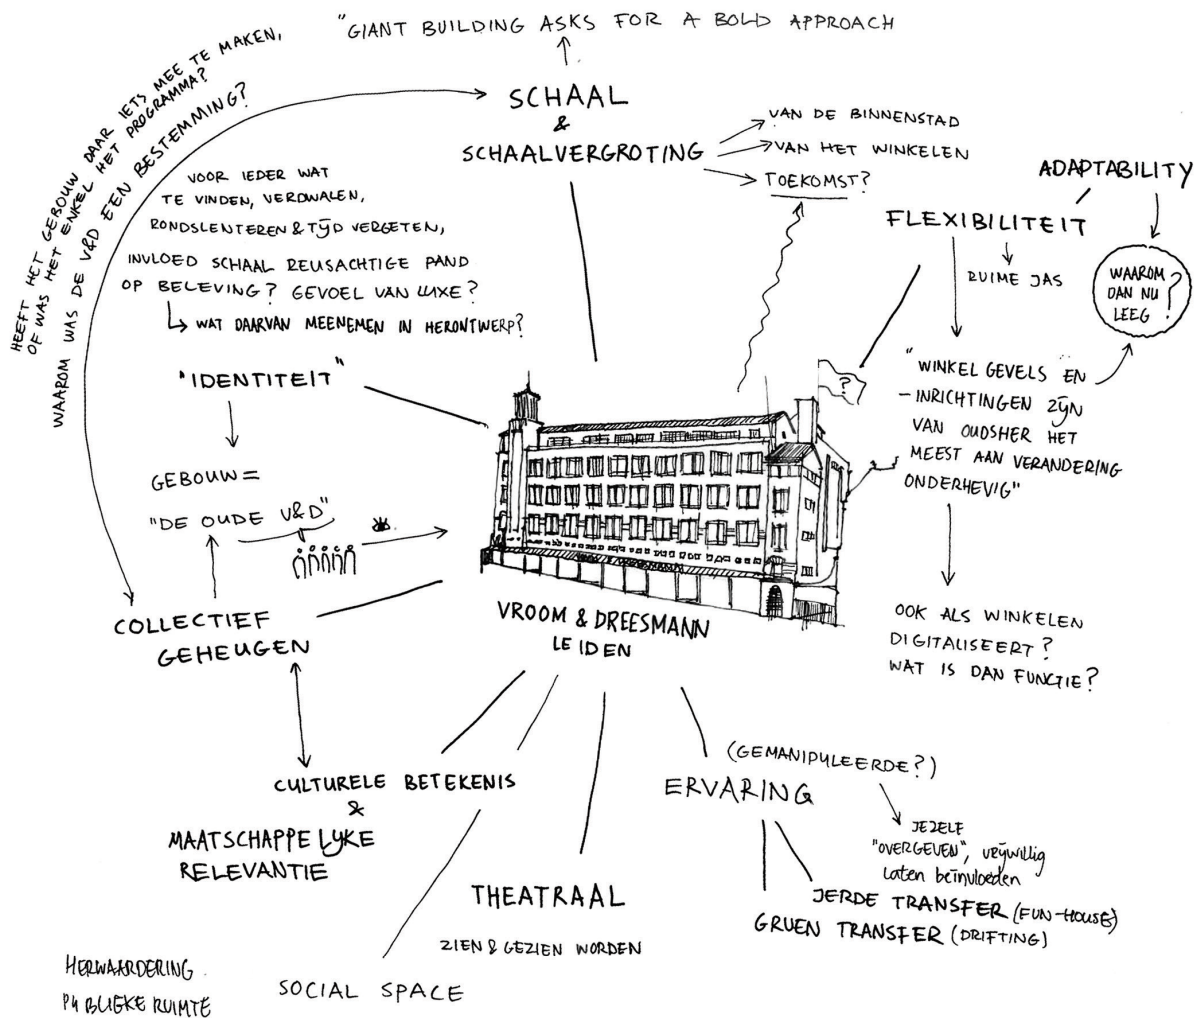 "GIANT BUILDING ASKS FOR A BOLD APPROACH
SCHAAL
&
SCHAALVERGROTING
VAN DE BINNENSTAD
VAN HET WINKELEN
TOEKOMST?
ADAPTABILITY
FLEXIBILITEIT
RUIME JAS
WAAROM
DAN NU
LEEG
?
"WINKELGEVELS EN
– INRICHTINGEN ZIJN
VAN OUDSHER HET
MEEST AAN VERANDERING
ONDERHEVIG"
OOK ALS WINKELEN
DIGITALISEERT?
WAT IS DAN FUNCTIE?
HEEFT HET GEBOUW DAAR IETS MEE TE MAKEN,
OF WAS HET ENKEL HET PROGRAMMA?
WAAROM WAS DE V&D EEN BESTEMMING?
VOOR IEDER WAT
TE VINDEN, VERDWALEN,
RONDSLENTEREN & TIJD VERGETEN,
INVLOED SCHAAL REUSACHTIGE PAND
OP BELEVING? GEVOEL VAN LUXE?
WAT DAARVAN MEENEMEN IN HERONTWERP?
"IDENTITEIT"
GEBOUW =
"DE OUDE V&D"
COLLECTIEF
GEHEUGEN
?
VROOM & DREESMANN
LEIDEN
CULTURELE BETEKENIS
&
MAATSCHAPPELIJKE
RELEVANTIE
THEATRAAL
ZIEN & GEZIEN WORDEN
SOCIAL SPACE
HERWAARDERING
PUBLIEKE RUIMTE
(GEMANIPULEERDE?)
ERVARING
JEZELF
"OVERGEVEN", vrijwillig
laten beïnvloeden
JERDE TRANSFER (FUN-HOUSE)
GRUEN TRANSFER (DRIFTING)